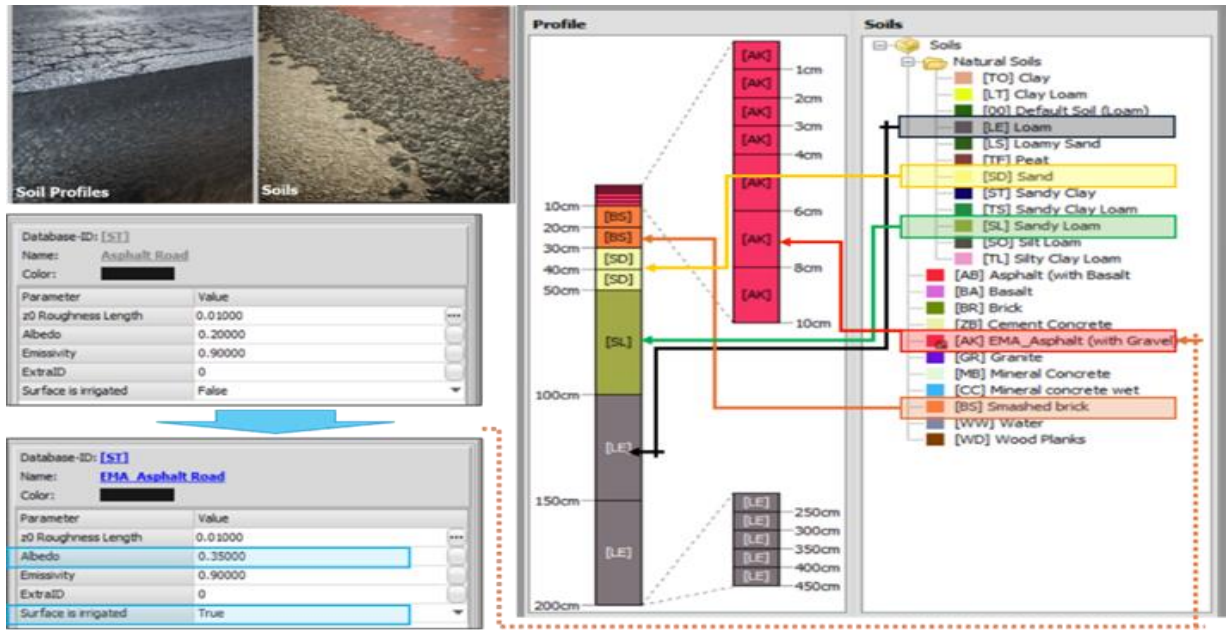 Soil Profiles
Soils
Database-ID: [ST]
Name: Asphalt Road
Color:
Parameter Value
z0 Roughness Length 0.01000
Albedo 0.20000
Emissivity 0.90000
ExtraID 0
Surface is irrigated False
Database-ID: [ST]
Name: EMA_Asphalt Road
Color:
Parameter Value
z0 Roughness Length 0.01000
Albedo 0.35000
Emissivity 0.90000
ExtraID 0
Surface is irrigated True
Profile
[AK]
1cm
[AK]
2cm
[AK]
3cm
[AK]
4cm
[AK]
6cm
[AK]
8cm
[AK]
10cm
10cm
[BS]
20cm
[BS]
30cm
[SD]
40cm
[SD]
50cm
[SL]
100cm
[LE]
150cm
[LE]
200cm
[LE]
250cm
[LE]
300cm
[LE]
350cm
[LE]
400cm
[LE]
450cm
Soils
Soils
Natural Soils
[TO] Clay
[LT] Clay Loam
[00] Default Soil (Loam)
[LE] Loam
[LS] Loamy Sand
[TF] Peat
[SD] Sand
[ST] Sandy Clay
[TS] Sandy Clay Loam
[SL] Sandy Loam
[SO] Silt Loam
[TL] Silty Clay Loam
[AB] Asphalt (with Basalt
[BA] Basalt
[BR] Brick
[ZB] Cement Concrete
[AK] EMA_Asphalt (with Gravel
[GR] Granite
[MB] Mineral Concrete
[CC] Mineral concrete wet
[BS] Smashed brick
[WW] Water
[WD] Wood Planks